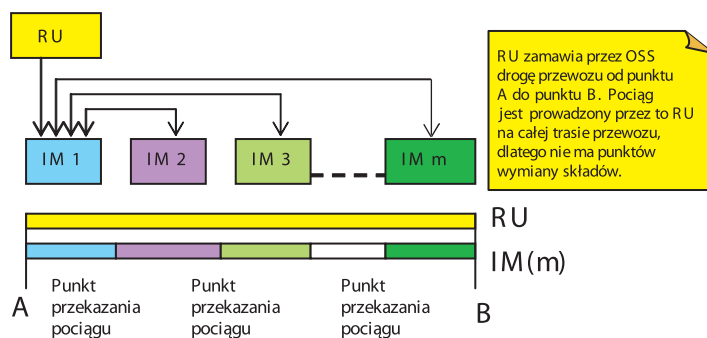 RU
RU zamawia przez OSS
drogę przewozu od punktu
A do punktu B. Pociąg
jest prowadzony przez to RU
na całej trasie przewozu,
dlatego nie ma punktów
wymiany składów.
IM 1
IM 2
IM 3
IM m
RU
IM(m)
A
Punkt
przekazania
pociągu
Punkt
przekazania
pociągu
Punkt
przekazania
pociągu
B